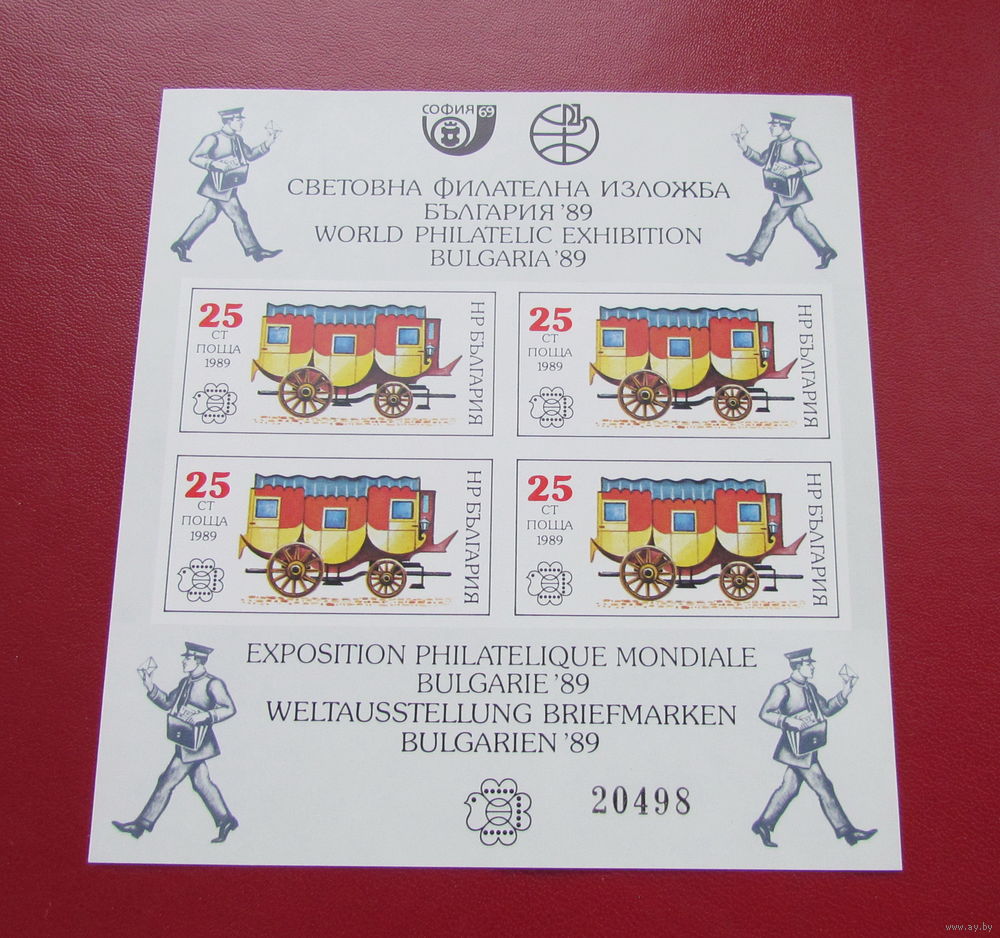 СОФИЯ 69
СВЕТОВНА ФИЛАТЕЛНА ИЗЛОЖБА
БЪЛГАРИЯ '89
WORLD PHILATELIC EXHIBITION
BULGARIA '89
25
СТ
ПОЩА
1989
НР БЪЛГАРИЯ
25
СТ
ПОЩА
1989
НР БЪЛГАРИЯ
25
СТ
ПОЩА
1989
НР БЪЛГАРИЯ
25
СТ
ПОЩА
1989
НР БЪЛГАРИЯ
EXPOSITION PHILATELIQUE MONDIALE
BULGARIE '89
WELTAUSSTELLUNG BRIEFMARKEN
BULGARIEN '89
20498
www.ay.by